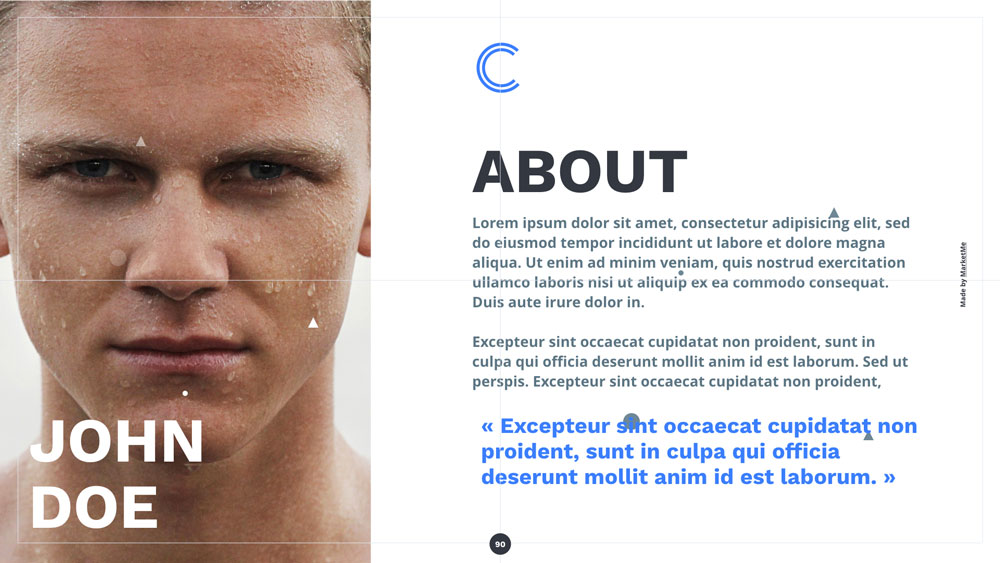 JOHN
DOE
C
ABOUT
Lorem ipsum dolor sit amet, consectetur adipisicing elit, sed
do eiusmod tempor incididunt ut labore et dolore magna
aliqua. Ut enim ad minim veniam, quis nostrud exercitation
ullamco laboris nisi ut aliquip ex ea commodo consequat.
Duis aute irure dolor in.
Excepteur sint occaecat cupidatat non proident, sunt in
culpa qui officia deserunt mollit anim id est laborum. Sed ut
perspis. Excepteur sint occaecat cupidatat non proident,
« Excepteur sint occaecat cupidatat non
proident, sunt in culpa qui officia
deserunt mollit anim id est laborum. »
Made by MarketMe
90